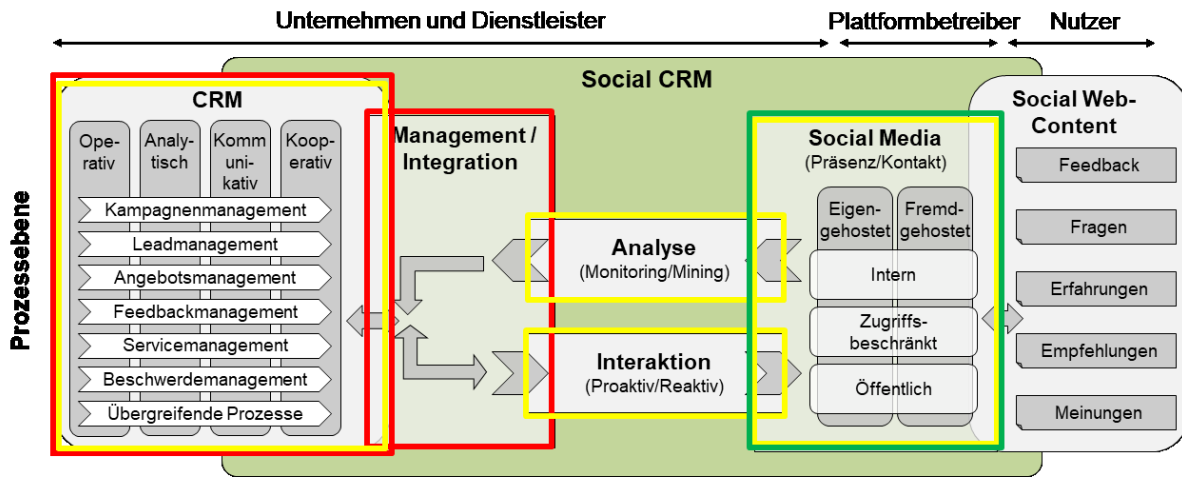 Unternehmen und Dienstleister
Plattformbetreiber
Nutzer
Prozessebene
Social CRM
CRM
Ope-
rativ
Analy-
tisch
Komm
uni-
kativ
Koop-
erativ
Kampagnenmanagement
Leadmanagement
Angebotsmanagement
Feedbackmanagement
Servicemanagement
Beschwerdemanagement
Übergreifende Prozesse
Management /
Integration
Analyse
(Monitoring/Mining)
Interaktion
(Proaktiv/Reaktiv)
Social Media
(Präsenz/Kontakt)
Eigen-
gehostet
Fremd-
gehostet
Intern
Zugriffs-
beschränkt
Öffentlich
Social Web-
Content
Feedback
Fragen
Erfahrungen
Empfehlungen
Meinungen